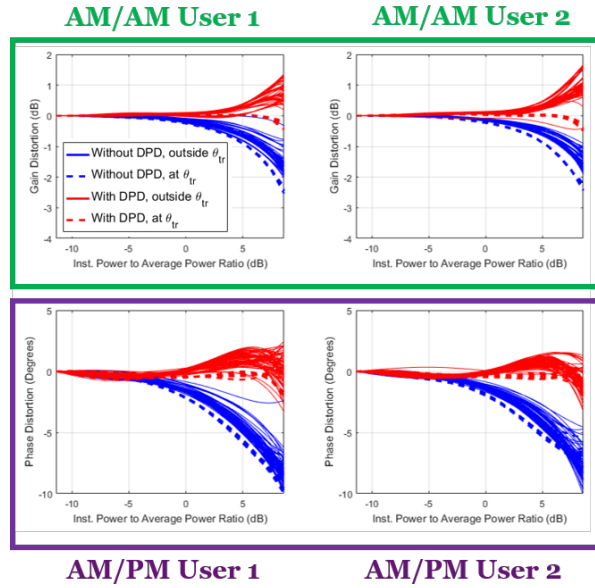 AM/AM User 1
AM/AM User 2
4
3
2
1
0
-1
-2
-3
-4
Gain Distortion (dB)
-10
-5
0
5
Inst. Power to Average Power Ratio (dB)
Without DPD, outside θtr
Without DPD, at θtr
With DPD, outside θtr
With DPD, at θtr
4
3
2
1
0
-1
-2
-3
-4
Gain Distortion (dB)
-10
-5
0
5
Inst. Power to Average Power Ratio (dB)
5
0
-5
-10
Phase Distortion (Degrees)
-10
-5
0
5
Inst. Power to Average Power Ratio (dB)
5
0
-5
-10
Phase Distortion (Degrees)
-10
-5
0
5
Inst. Power to Average Power Ratio (dB)
AM/PM User 1
AM/PM User 2